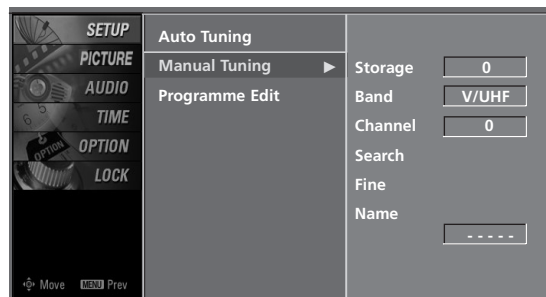 SETUP
PICTURE
AUDIO
TIME
OPTION
LOCK
Move MENU Prev
Auto Tuning
Manual Tuning ▶
Programme Edit
Storage 0
Band V/UHF
Channel 0
Search
Fine
Name
- - - - -